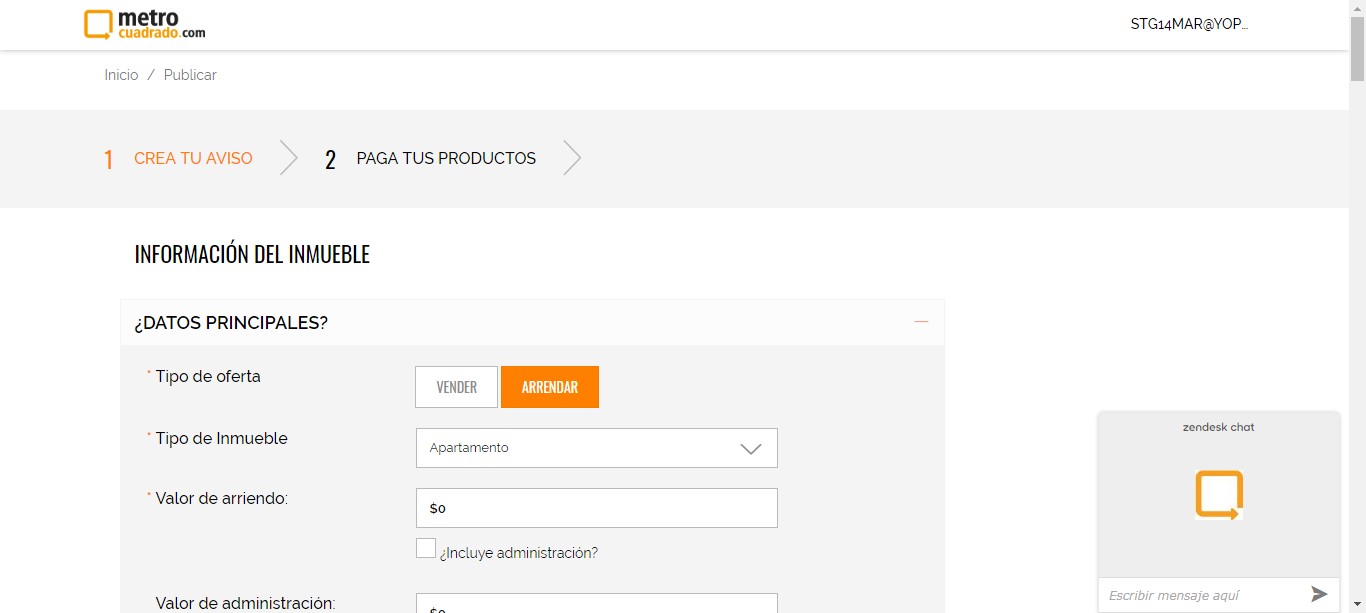 metro
cuadrado.com
STG14MAR@YOP...
Inicio / Publicar
1 CREA TU AVISO 2 PAGA TUS PRODUCTOS
INFORMACIÓN DEL INMUEBLE
¿DATOS PRINCIPALES?
* Tipo de oferta VENDER ARRENDAR
* Tipo de Inmueble Apartamento
* Valor de arriendo: $0
¿Incluye administración?
Valor de administración: $0
zendesk chat
Escribir mensaje aquí